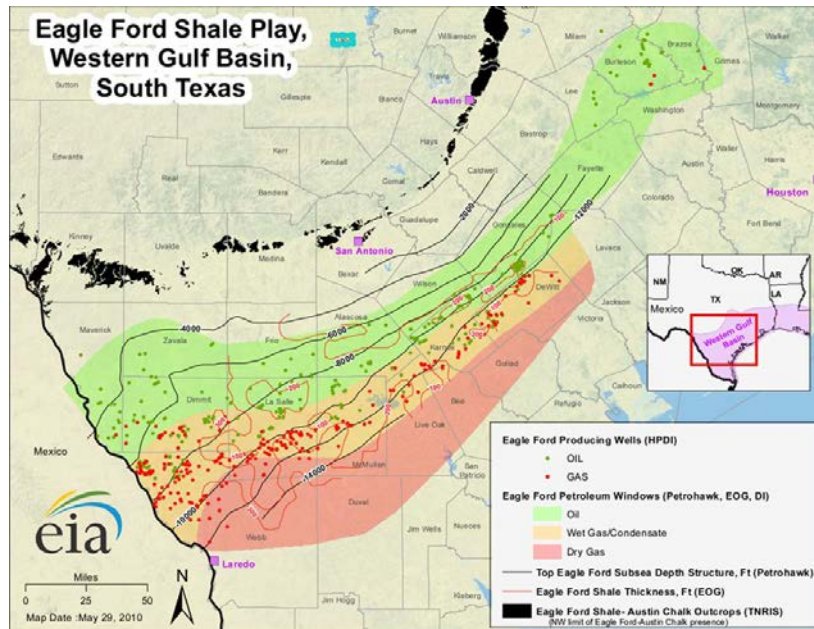 Eagle Ford Shale Play,
Western Gulf Basin,
South Texas
Burnet
Williamson
Milam
Brazos
Walker
Burleson
Grimes
Sutton
Gillespie
Blanco
Travis
Lee
Washington
Montgomery
Austin
Bastrop
Edwards
Kerr
Hays
Kendall
Waller
Harris
Real
Comal
Caldwell
Fayette
Austin
Bandera
Colorado
Houston
Guadalupe
-2000
-12000
Fort Bend
Kinney
Uvalde
Medina
San Antonio
Gonzales
Bexar
Wilson
Lavaca
NM
OK
AR
TX
LA
Mexico
Western Gulf
Basin
Maverick
Zavala
-4000
Frio
Atascosa
-6000
-8000
DeWitt
Jackson
Victoria
Karnes
Goliad
Dimmit
La Salle
Calhoun
Bee
Refugio
Live Oak
Mexico
McMullen
-14000
San
Patricio
Duval
-10000
Webb
Jim Wells
Nueces
Laredo
Jim Hogg
Kleberg
eia
Miles
0 25 50
N
Map Date :May 29, 2010
Eagle Ford Producing Wells (HPDI)
OIL
GAS
Eagle Ford Petroleum Windows (Petrohawk, EOG, DI)
Oil
Wet Gas/Condensate
Dry Gas
Top Eagle Ford Subsea Depth Structure, Ft (Petrohawk)
Eagle Ford Shale Thickness, Ft (EOG)
Eagle Ford Shale- Austin Chalk Outcrops (TNRIS)
(NW limit of Eagle Ford-Austin Chalk presence)